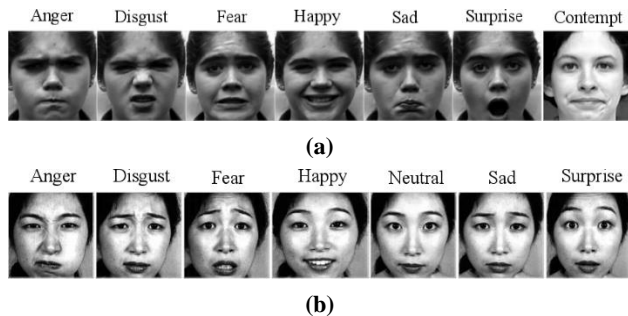 Anger Disgust Fear Happy Sad Surprise Contempt
(a)
Anger Disgust Fear Happy Neutral Sad Surprise
(b)